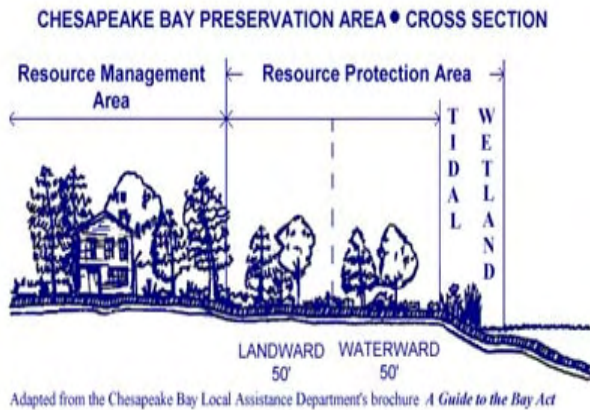 CHESAPEAKE BAY PRESERVATION AREA • CROSS SECTION
Resource Management
Area
Resource Protection Area
TIDAL
WETLAND
LANDWARD
50'
WATERWARD
50'
Adapted from the Chesapeake Bay Local Assistance Department's brochure A Guide to the Bay Act